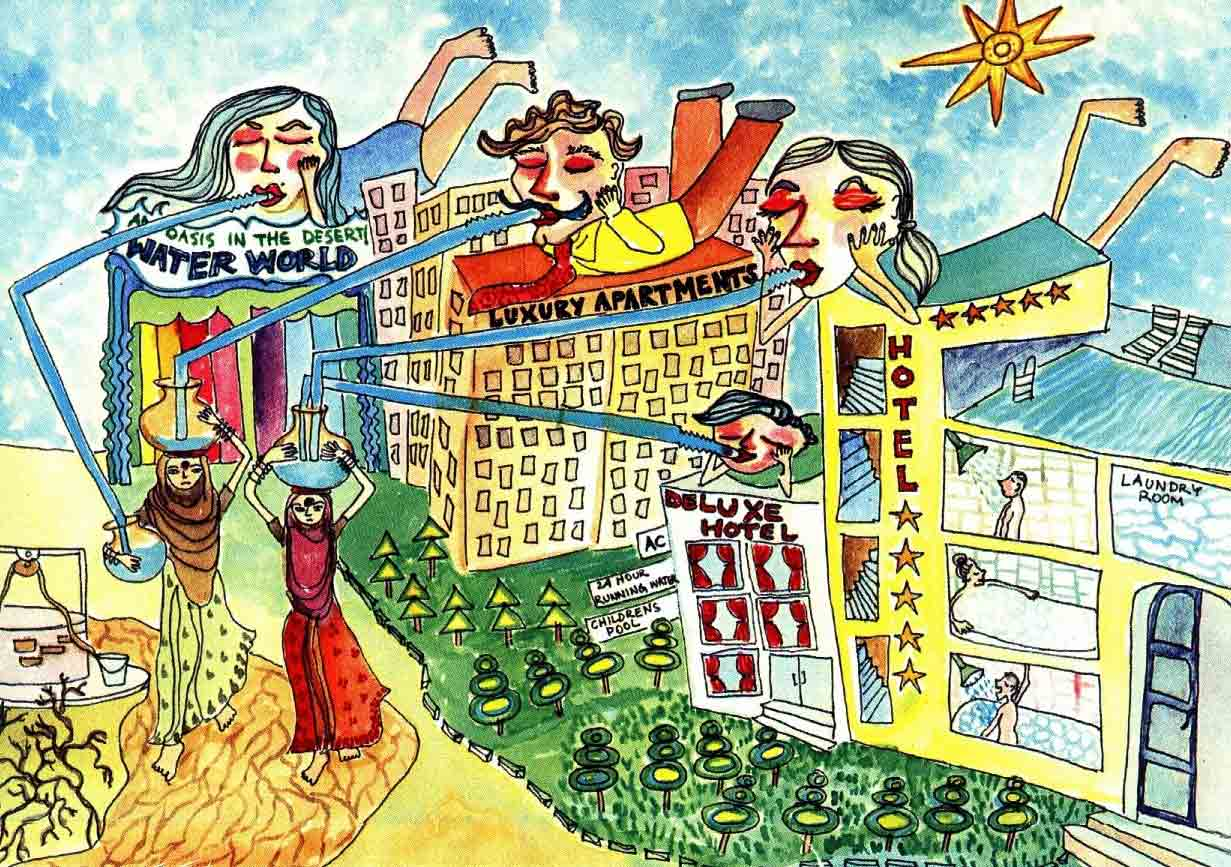 AN
OASIS IN THE DESERT!
WATER WORLD
LUXURY APARTMENTS
HOTEL
LAUNDRY
ROOM
DELUXE
HOTEL
AC
24 HOUR
RUNNING WATER
CHILDRENS
POOL